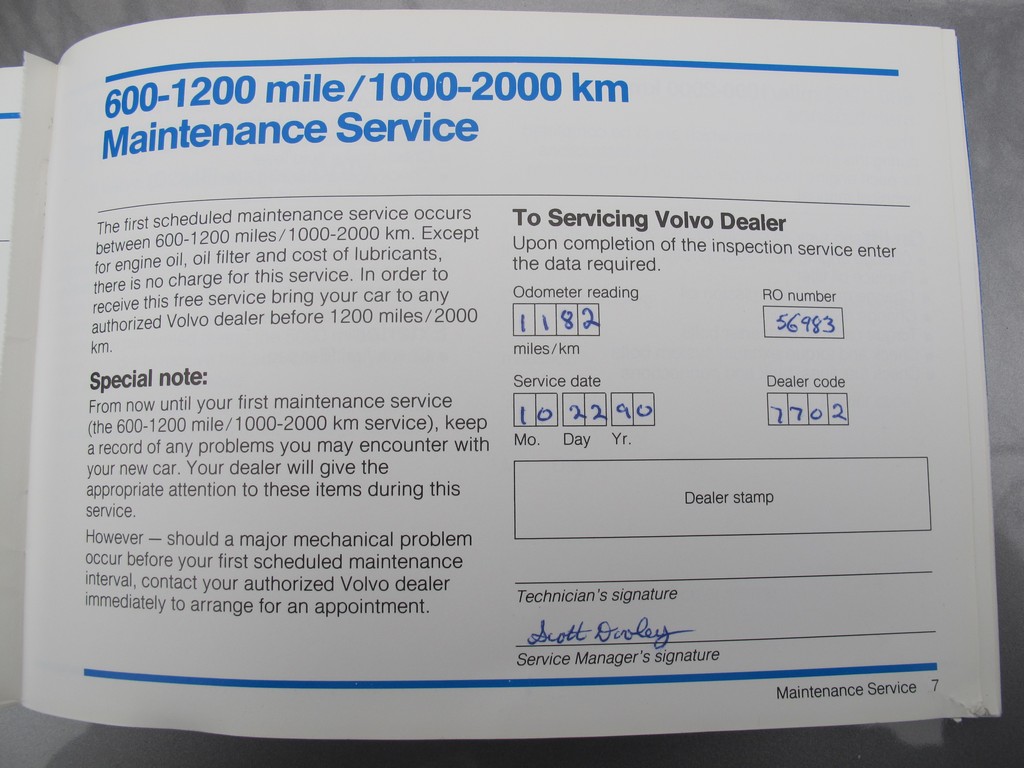 600-1200 mile/1000-2000 km
Maintenance Service
The first scheduled maintenance service occurs
between 600-1200 miles/1000-2000 km. Except
for engine oil, oil filter and cost of lubricants,
there is no charge for this service. In order to
receive this free service bring your car to any
authorized Volvo dealer before 1200 miles/2000
km.
Special note:
From now until your first maintenance service
(the 600-1200 mile/1000-2000 km service), keep
a record of any problems you may encounter with
your new car. Your dealer will give the
appropriate attention to these items during this
service.
However — should a major mechanical problem
occur before your first scheduled maintenance
interval, contact your authorized Volvo dealer
immediately to arrange for an appointment.
To Servicing Volvo Dealer
Upon completion of the inspection service enter
the data required.
Odometer reading RO number
1182 56983
miles/km
Service date Dealer code
10 22 90 7702
Mo. Day Yr.
Dealer stamp
Technician's signature
Scott
Service Manager's signature
Maintenance Service 7